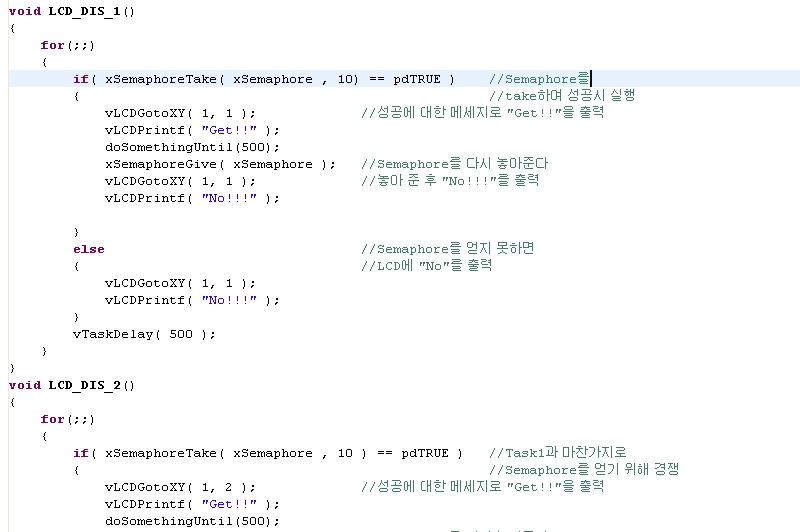 void LCD_DIS_1()
{
    for(;;)
    {
        if( xSemaphoreTake( xSemaphore , 10) == pdTRUE )    //Semaphore를
        {                                                   //take하여 성공시 실행
            vLCDGotoXY( 1, 1 );             //성공에 대한 메세지로 "Get!!"을 출력
            vLCDPrintf( "Get!!" );
            doSomethingUntil(500);
            xSemaphoreGive( xSemaphore );   //Semaphore를 다시 놓아준다
            vLCDGotoXY( 1, 1 );             //놓아 준 후 "No!!!"를 출력
            vLCDPrintf( "No!!!" );
        }
        else                                //Semaphore를 얻지 못하면
        {                                   //LCD에 "No"를 출력
            vLCDGotoXY( 1, 1 );
            vLCDPrintf( "No!!!" );
        }
        vTaskDelay( 500 );
    }
}
void LCD_DIS_2()
{
    for(;;)
    {
        if( xSemaphoreTake( xSemaphore , 10 ) == pdTRUE )   //Task1과 마찬가지로
        {                                                   //Semaphore를 얻기 위해 경쟁
            vLCDGotoXY( 1, 2 );             //성공에 대한 메세지로 "Get!!"을 출력
            vLCDPrintf( "Get!!" );
            doSomethingUntil(500);